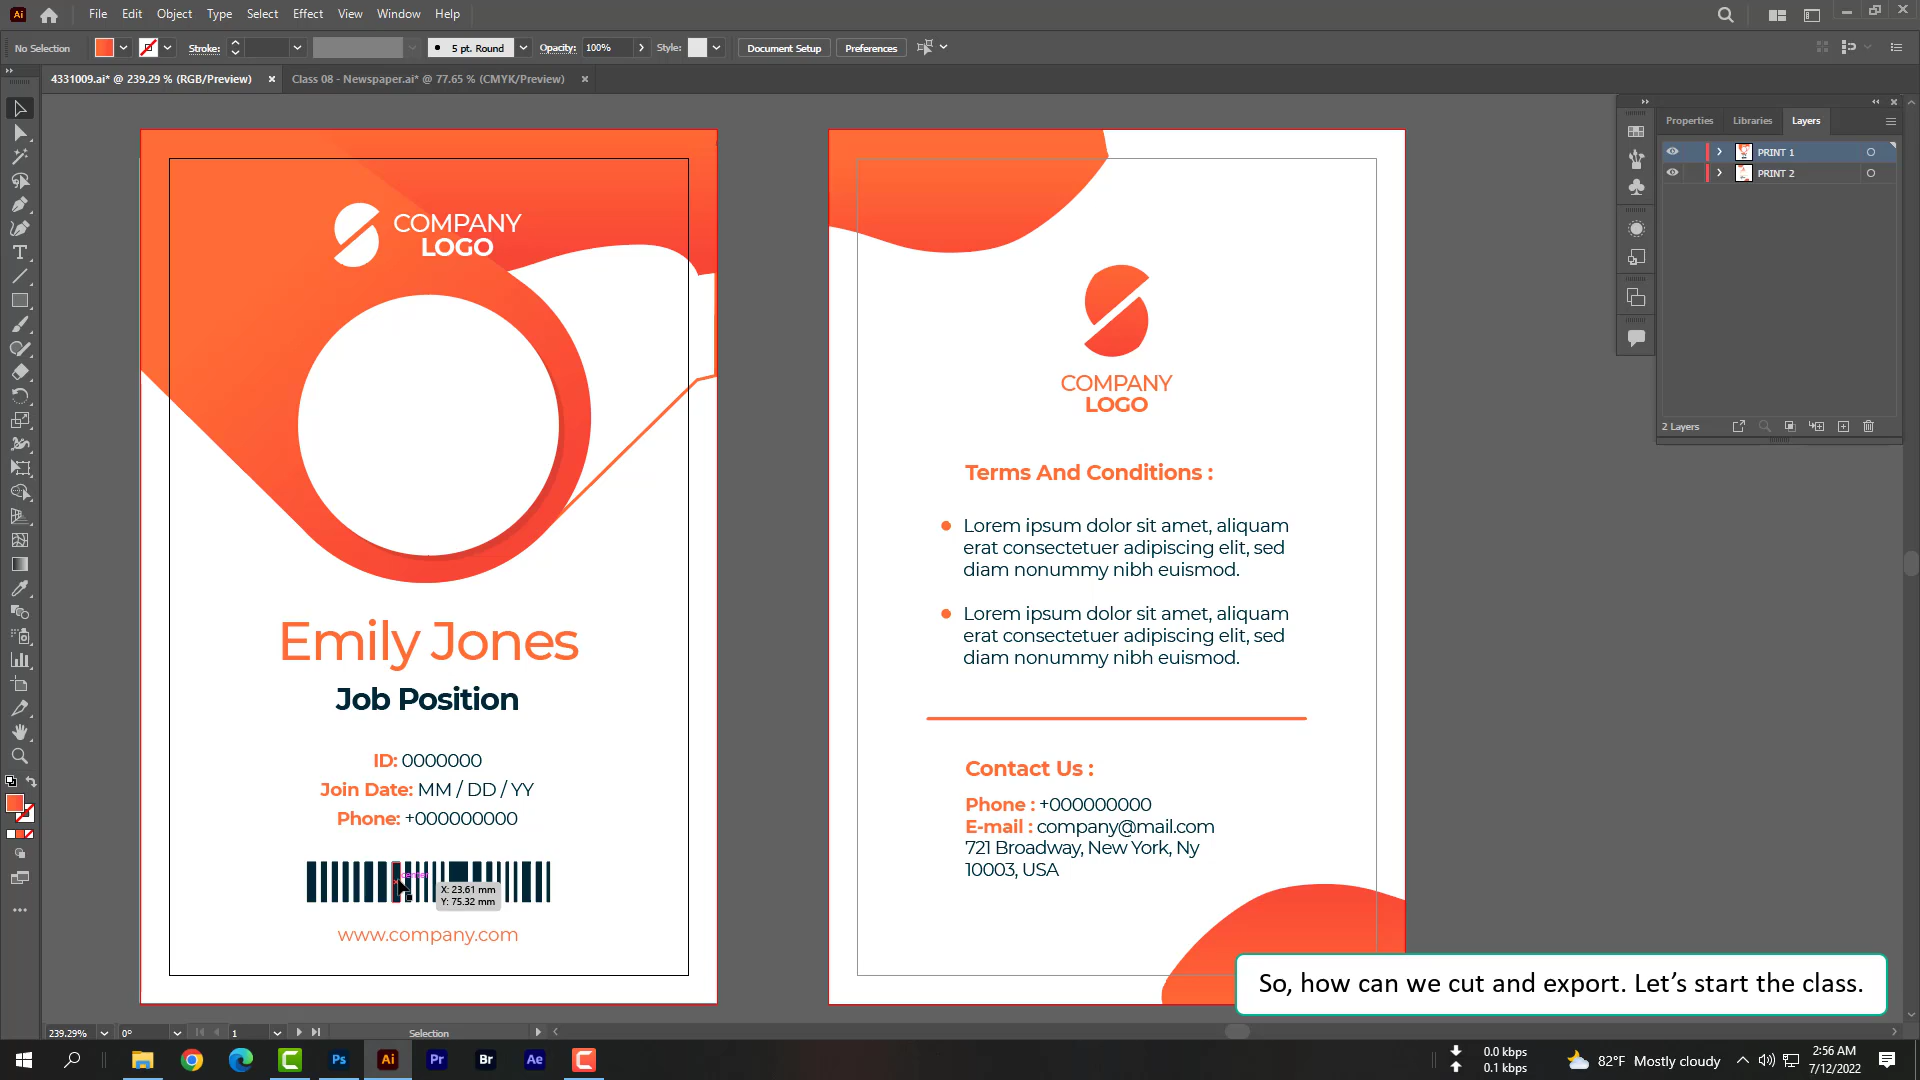 Ai File Edit Object Type Select Effect View Window Help
No Selection Stroke: 5 pt. Round Opacity: 100% Style: Document Setup Preferences
4331009.ai* @ 239.29 % (RGB/Preview) × Class 08 - Newspaper.ai* @ 77.65 % (CMYK/Preview) ×
Properties Libraries Layers
PRINT 1
PRINT 2
2 Layers
COMPANY
LOGO
Emily Jones
Job Position
ID: 0000000
Join Date: MM / DD / YY
Phone: +000000000
center
X: 23.61 mm
Y: 75.32 mm
www.company.com
COMPANY
LOGO
Terms And Conditions :
Lorem ipsum dolor sit amet, aliquam
erat consectetuer adipiscing elit, sed
diam nonummy nibh euismod.
Lorem ipsum dolor sit amet, aliquam
erat consectetuer adipiscing elit, sed
diam nonummy nibh euismod.
Contact Us :
Phone : +000000000
E-mail : company@mail.com
721 Broadway, New York, Ny
10003, USA
So, how can we cut and export. Let's start the class.
239.29% 0° 1 Selection
Ps Ai Pr Br Ae
0.0 kbps
0.1 kbps
82°F Mostly cloudy
2:56 AM
7/12/2022